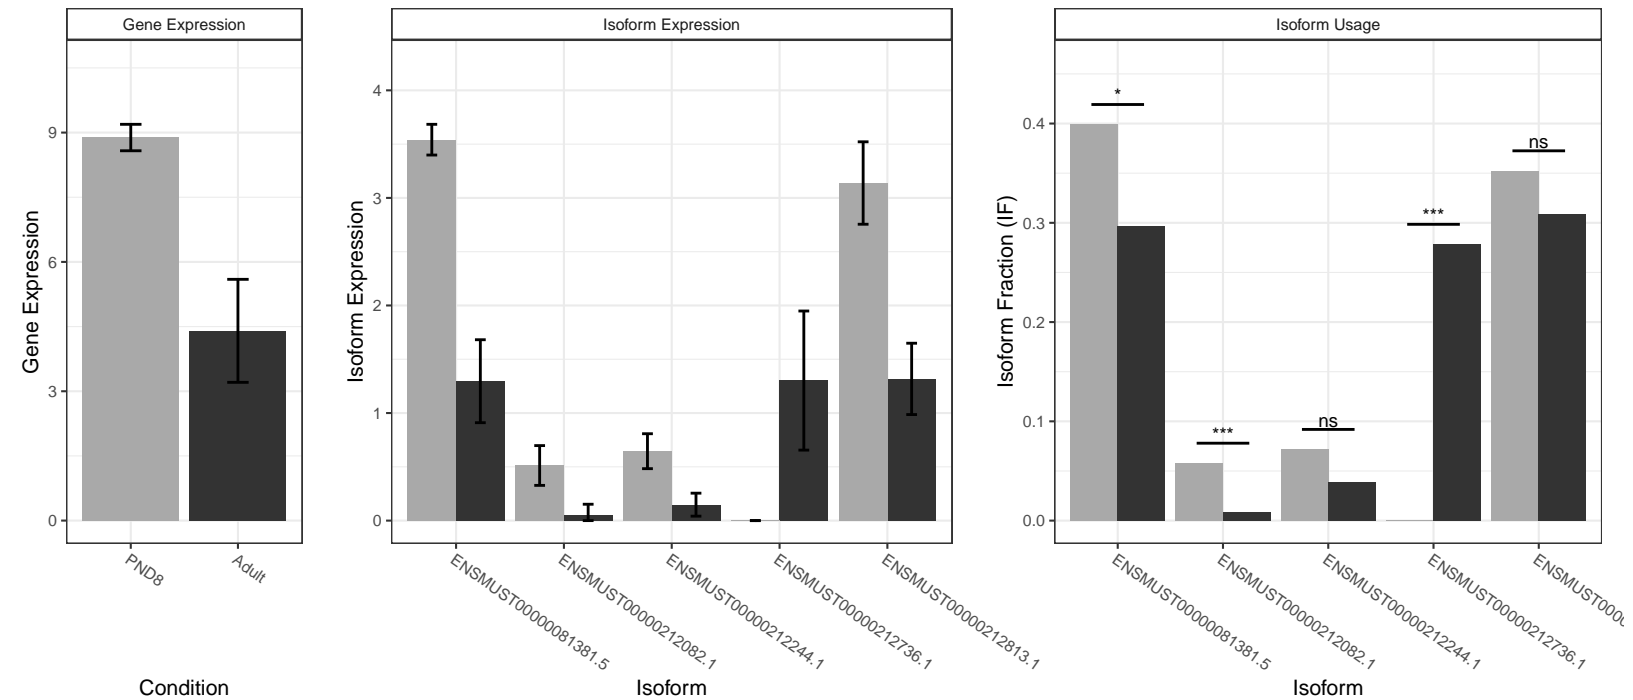 Gene Expression
Isoform Expression
Isoform Usage
Gene Expression
0
3
6
9
PND8
Adult
Condition
Isoform Expression
0
1
2
3
4
ENSMUST00000081381.5
ENSMUST00000212082.1
ENSMUST00000212244.1
ENSMUST00000212736.1
ENSMUST00000212813.1
Isoform
Isoform Fraction (IF)
0.0
0.1
0.2
0.3
0.4
*
***
ns
***
ns
ENSMUST00000081381.5
ENSMUST00000212082.1
ENSMUST00000212244.1
ENSMUST00000212736.1
Isoform